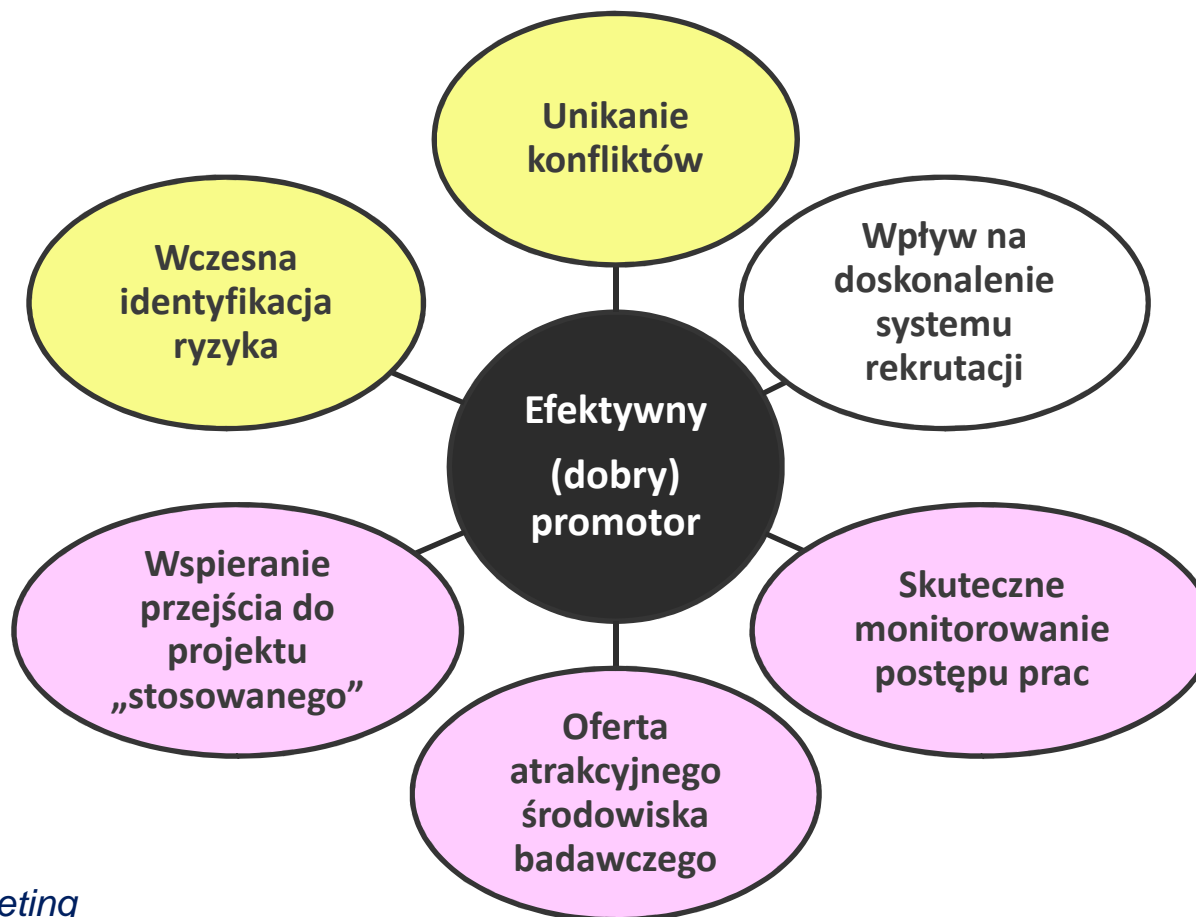 Unikanie
konfliktów
Wczesna
identyfikacja
ryzyka
Wpływ na
doskonalenie
systemu
rekrutacji
Efektywny
(dobry)
promotor
Wspieranie
przejścia do
projektu
„stosowanego”
Skuteczne
monitorowanie
postępu prac
Oferta
atrakcyjnego
środowiska
badawczego
eting